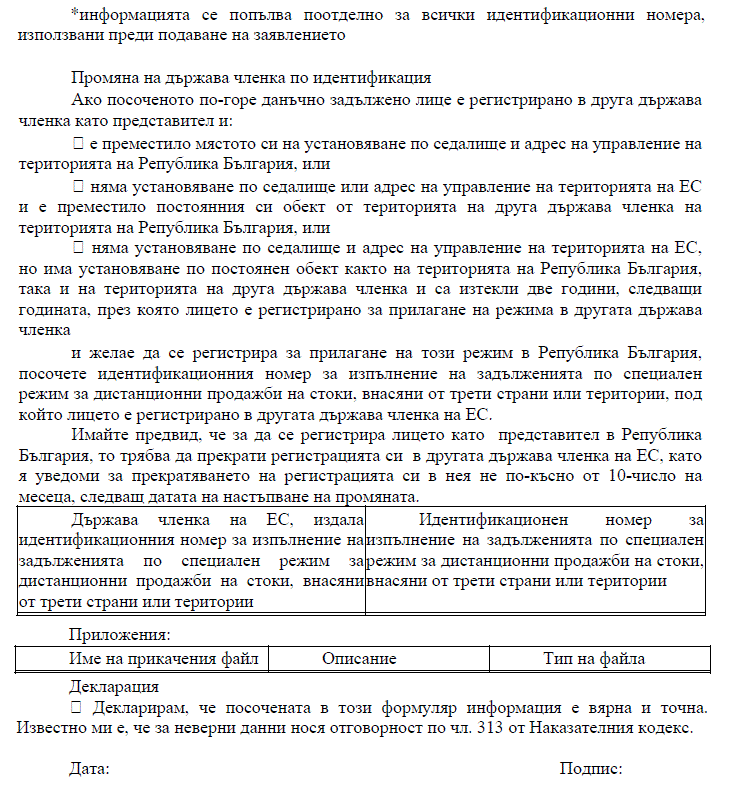 *информацията се попълва поотделно за всички идентификационни номера,
използвани преди подаване на заявлението
Промяна на държава членка по идентификация
Ако посоченото по-горе данъчно задължено лице е регистрирано в друга държава
членка като представител и:
□ е преместило мястото си на установяване по седалище и адрес на управление на
територията на Република България, или
□ няма установяване по седалище или адрес на управление на територията на ЕС
и е преместило постоянния си обект от територията на друга държава членка на
територията на Република България, или
□ няма установяване по седалище и адрес на управление на територията на ЕС,
но има установяване по постоянен обект както на територията на Република България,
така и на територията на друга държава членка и са изтекли две години, следващи
годината, през която лицето е регистрирано за прилагане на режима в другата държава
членка
и желае да се регистрира за прилагане на този режим в Република България,
посочете идентификационния номер за изпълнение на задълженията по специален
режим за дистанционни продажби на стоки, внасяни от трети страни или територии, под
който лицето е регистрирано в другата държава членка на ЕС.
Имайте предвид, че за да се регистрира лицето като представител в Република
България, то трябва да прекрати регистрацията си в другата държава членка на ЕС, като
я уведоми за прекратяването на регистрацията си в нея не по-късно от 10-число на
месеца, следващ датата на настъпване на промяната.
Държава членка на ЕС, издала
идентификационния номер за изпълнение на
задълженията по специален режим за
дистанционни продажби на стоки, внасяни
от трети страни или територии
Идентификационен номер за
изпълнение на задълженията по специален
режим за дистанционни продажби на стоки,
внасяни от трети страни или територии
Приложения:
Име на прикачения файл Описание Тип на файла
Декларация
□ Декларирам, че посочената в този формуляр информация е вярна и точна.
Известно ми е, че за неверни данни нося отговорност по чл. 313 от Наказателния кодекс.
Дата: Подпис: